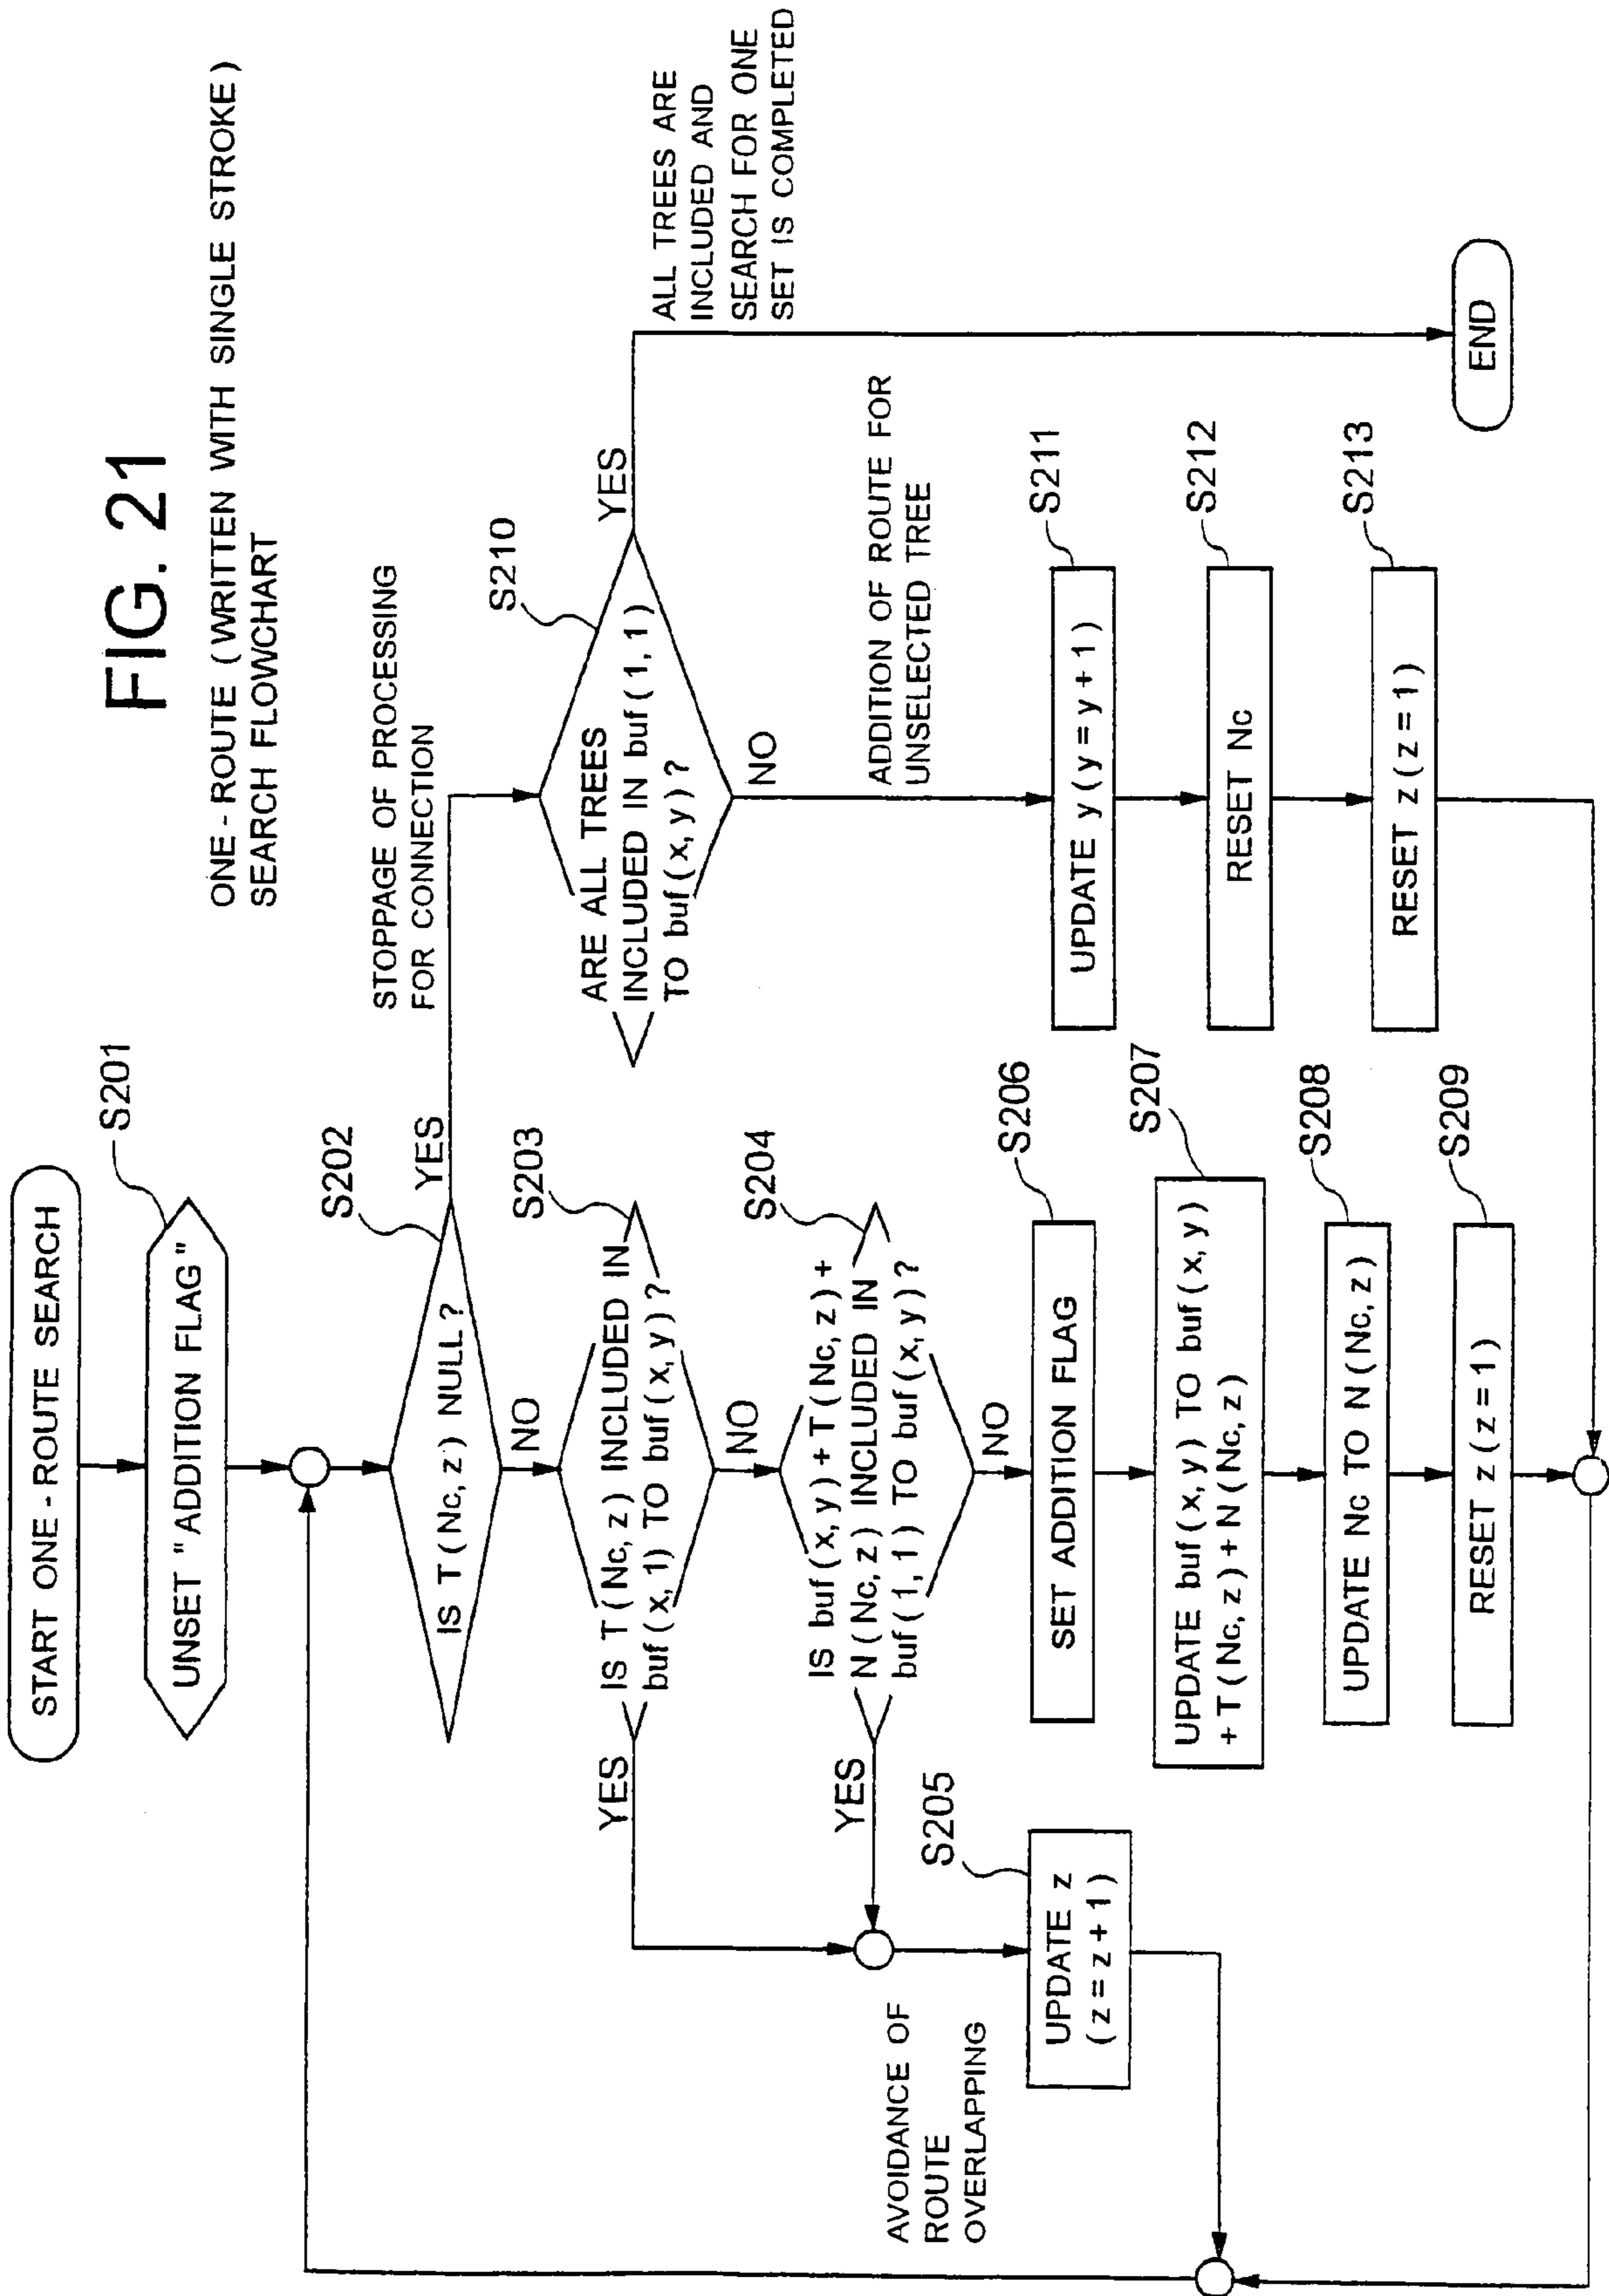 FIG. 21
ONE-ROUTE (WRITTEN WITH SINGLE STROKE)
SEARCH FLOWCHART
START ONE-ROUTE SEARCH
S201
UNSET "ADDITION FLAG"
S202
IS T(Nc, z) NULL?
YES
NO
STOPPAGE OF PROCESSING
FOR CONNECTION
S203
IS T(Nc, z) INCLUDED IN
buf(x, 1) TO buf(x, y)?
YES
NO
S204
IS buf(x, y)+T(Nc, z)+
N(Nc, z) INCLUDED IN
buf(1, 1) TO buf(x, y)?
YES
NO
AVOIDANCE OF
ROUTE
OVERLAPPING
S205
UPDATE z
(z=z+1)
S206
SET ADDITION FLAG
S207
UPDATE buf(x, y) TO buf(x, y)
+T(Nc, z)+N(Nc, z)
S208
UPDATE Nc TO N(Nc, z)
S209
RESET z(z=1)
S210
ARE ALL TREES
INCLUDED IN buf(1, 1)
TO buf(x, y)?
YES
NO
ALL TREES ARE
INCLUDED AND
SEARCH FOR ONE
SET IS COMPLETED
ADDITION OF ROUTE FOR
UNSELECTED TREE
S211
UPDATE y(y=y+1)
S212
RESET Nc
S213
RESET z(z=1)
END